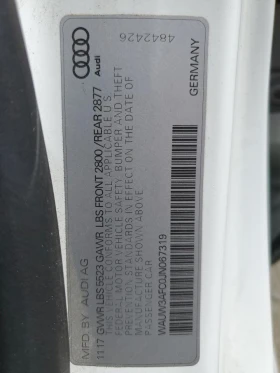 MFD. BY AUDI AG
11 17 GVWR LBS 5523 GAWR LBS FRONT 2800 /REAR 2877
THIS VEHICLE CONFORMS TO ALL APPLICABLE U.S.
FEDERAL MOTOR VEHICLE SAFETY, BUMPER AND THEFT
PREVENTION STANDARDS IN EFFECT ON THE DATE OF
MANUFACTURE SHOWN ABOVE
WAUW3AFC0JN067319
PASSENGER CAR
Audi
4842426
GERMANY